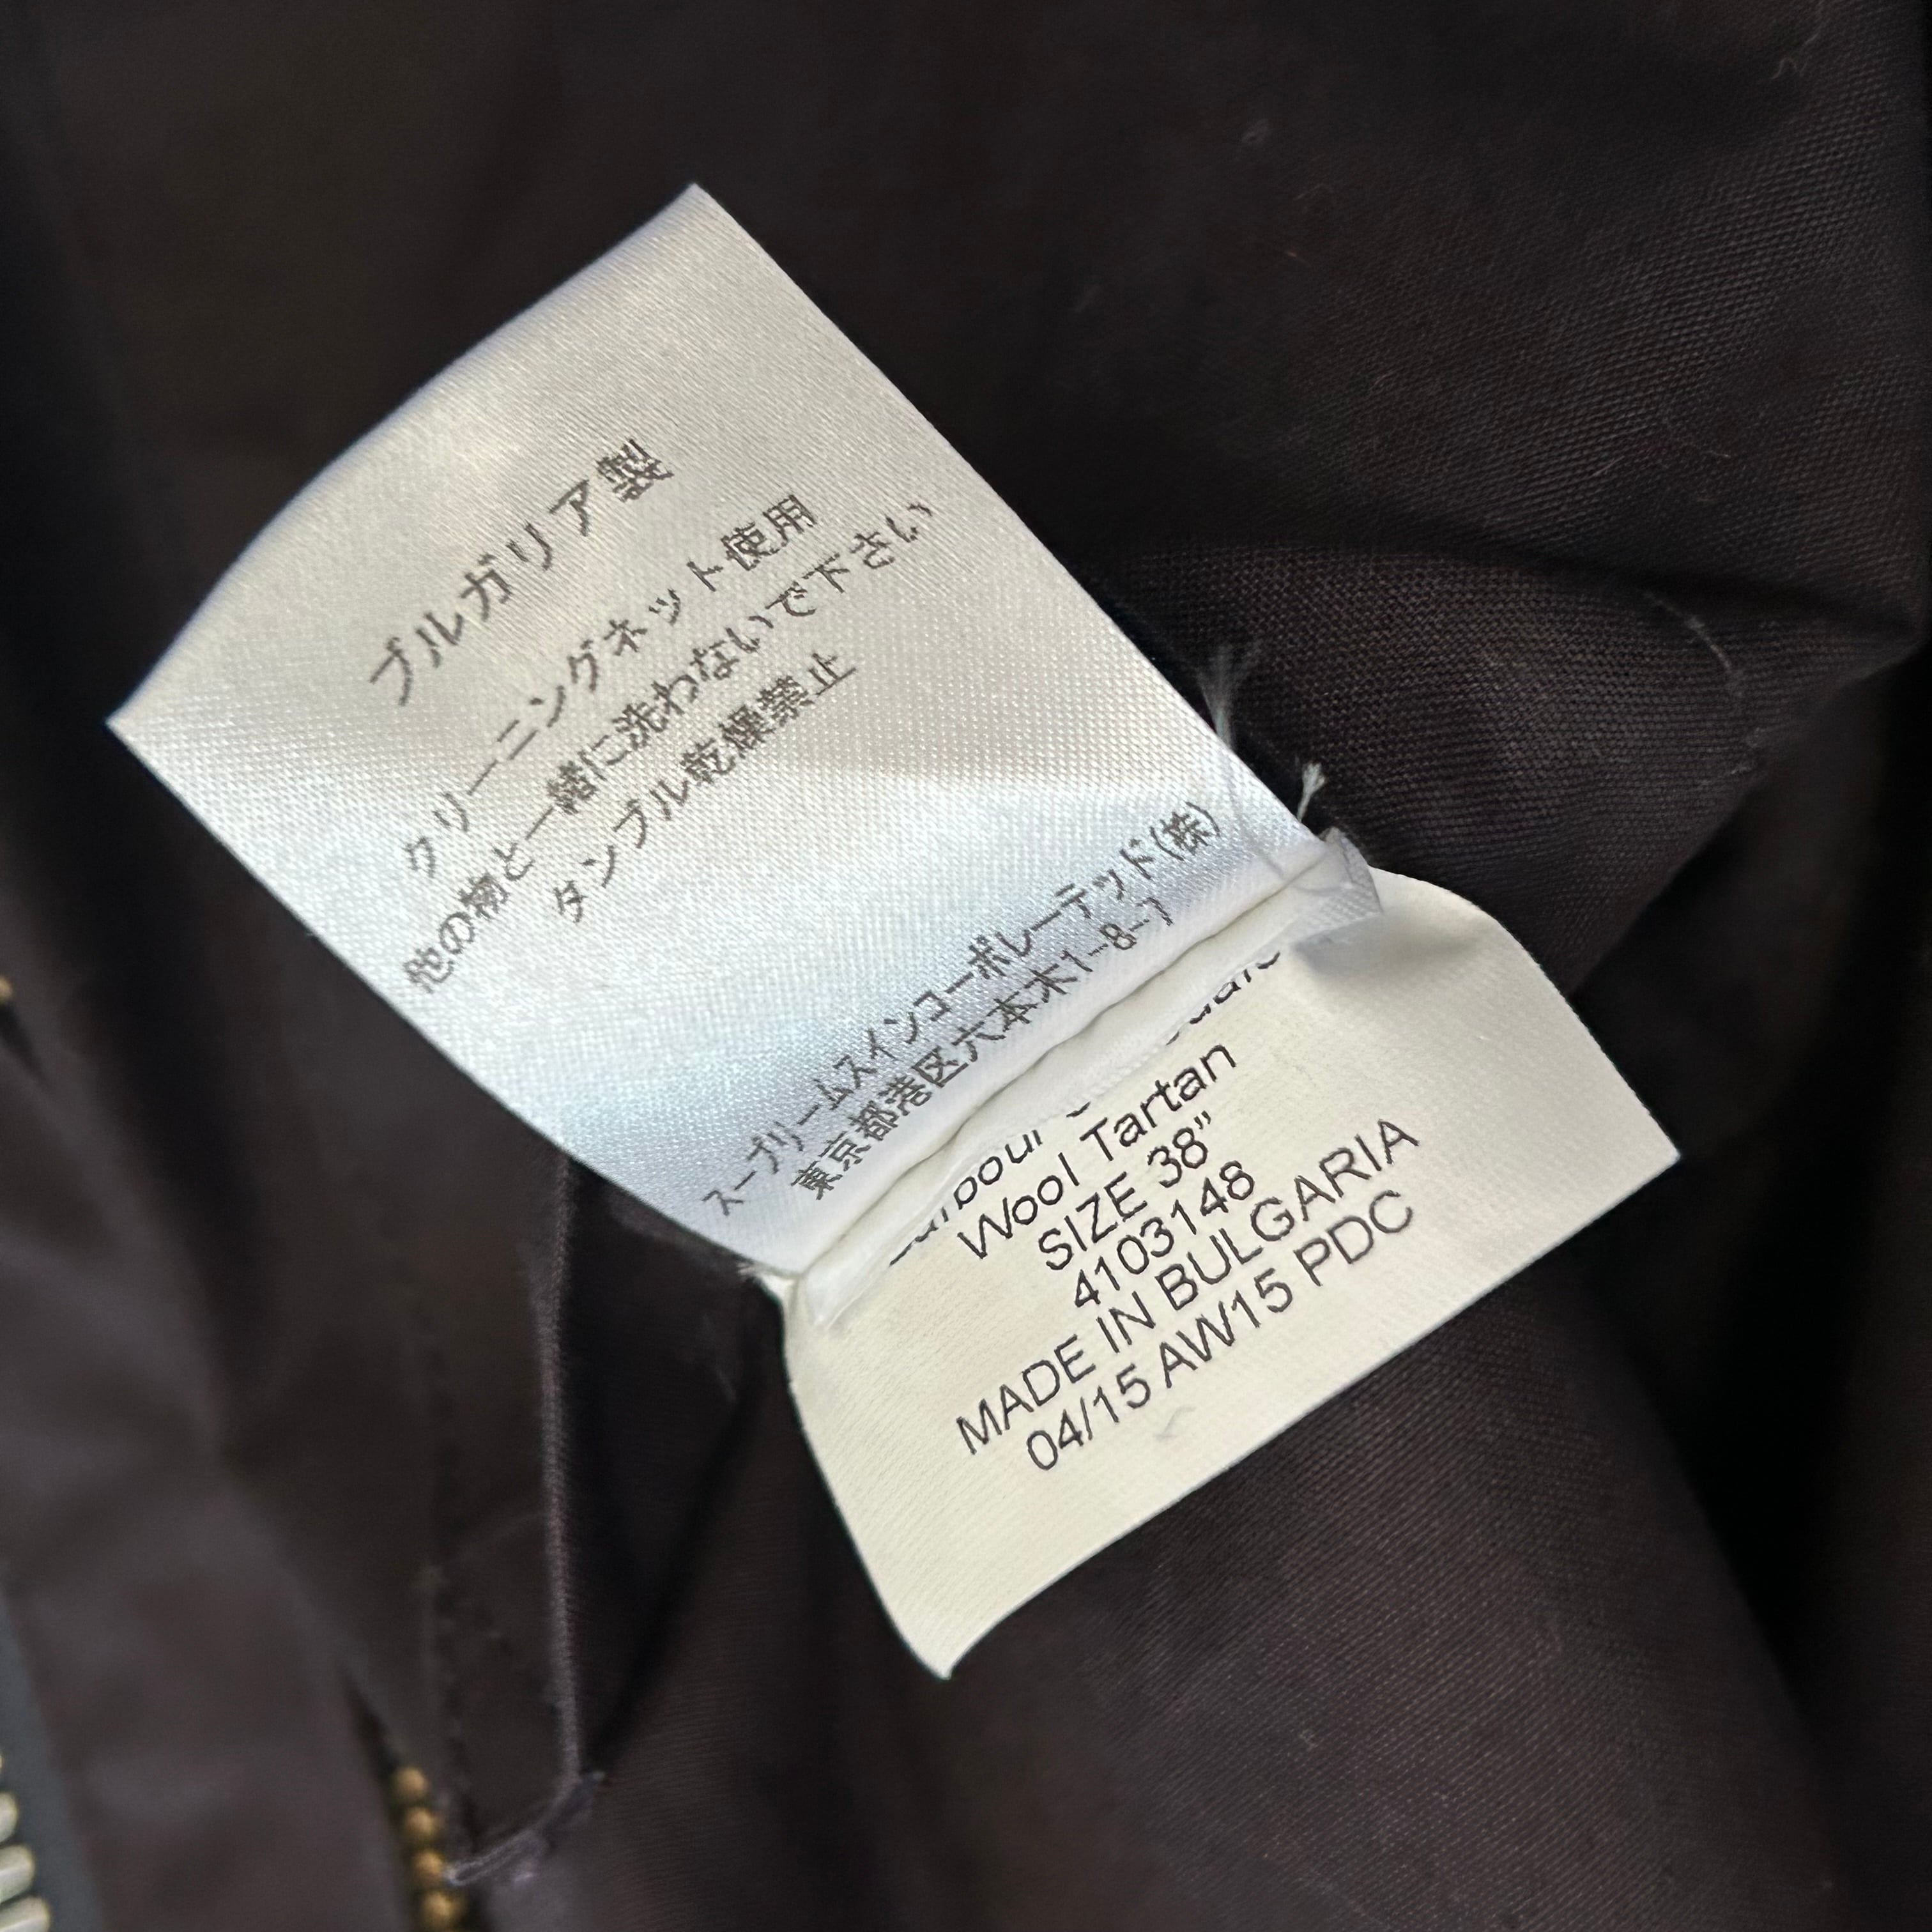 ブルガリア製
クリーニングネット使用
他の物と一緒に洗わないで下さい
タンブル乾燥禁止
スープリームスインコーポレーテッド(株)
東京都港区六本木1-8-7
Wool Tartan
SIZE 38"
4103148
MADE IN BULGARIA
04/15 AW15 PDC